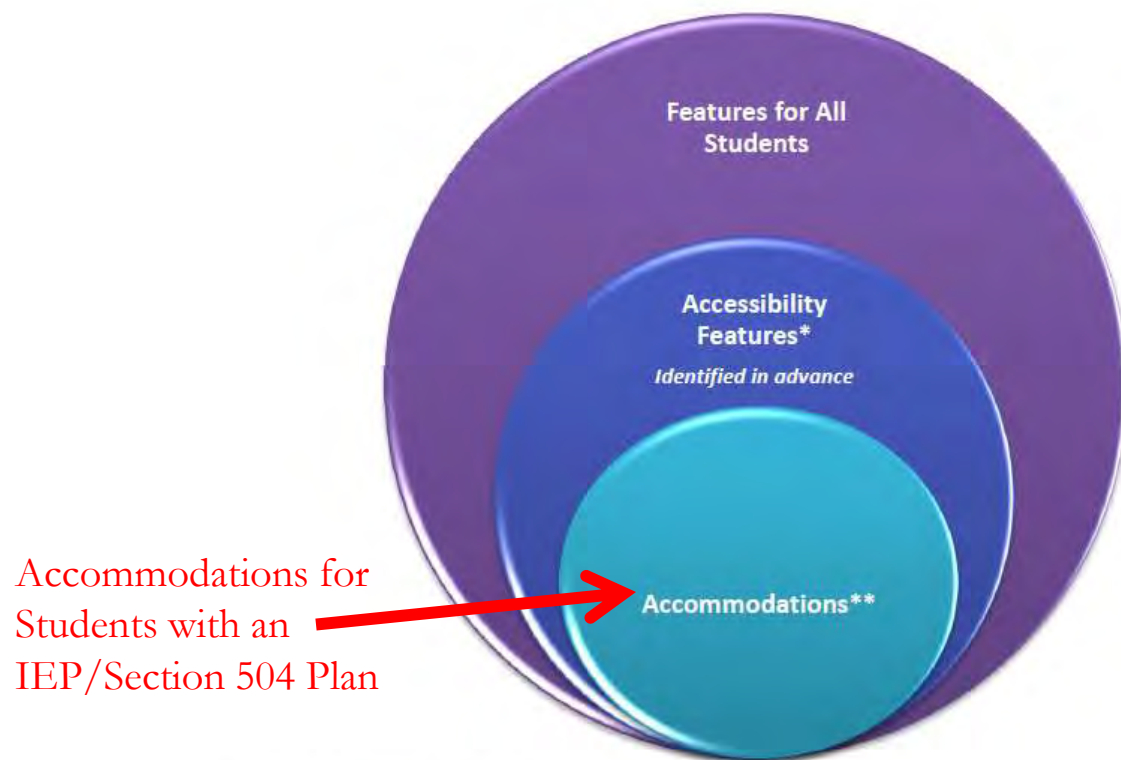 Features for All
Students
Accessibility
Features*
Identified in advance
Accommodations**
Accommodations for
Students with an
IEP/Section 504 Plan